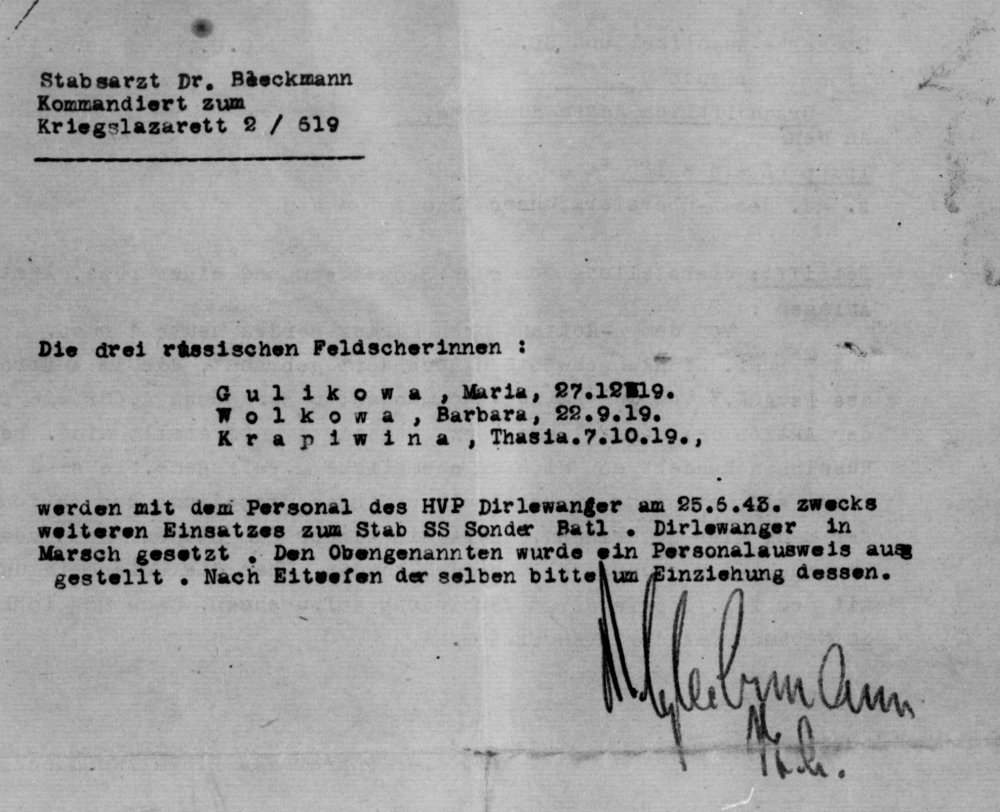 Stabsarzt Dr. Bleckmann
Kommandiert zum
Kriegslazarett 2 / 619
Die drei russischen Feldscherinnen :
G u l i k o w a , Maria, 27.12.19.
W o l k o w a , Barbara, 22.9.19.
K r a p i w i n a , Thasia.7.10.19.,
werden mit dem Personal des HVP Dirlewanger am 25.6.43. zwecks
weiteren Einsatzes zum Stab SS Sonder Batl . Dirlewanger in
Marsch gesetzt . Den Obengenannten wurde ein Personalausweis aus
gestellt . Nach Eitwefen der selben bitte um Einziehung dessen.